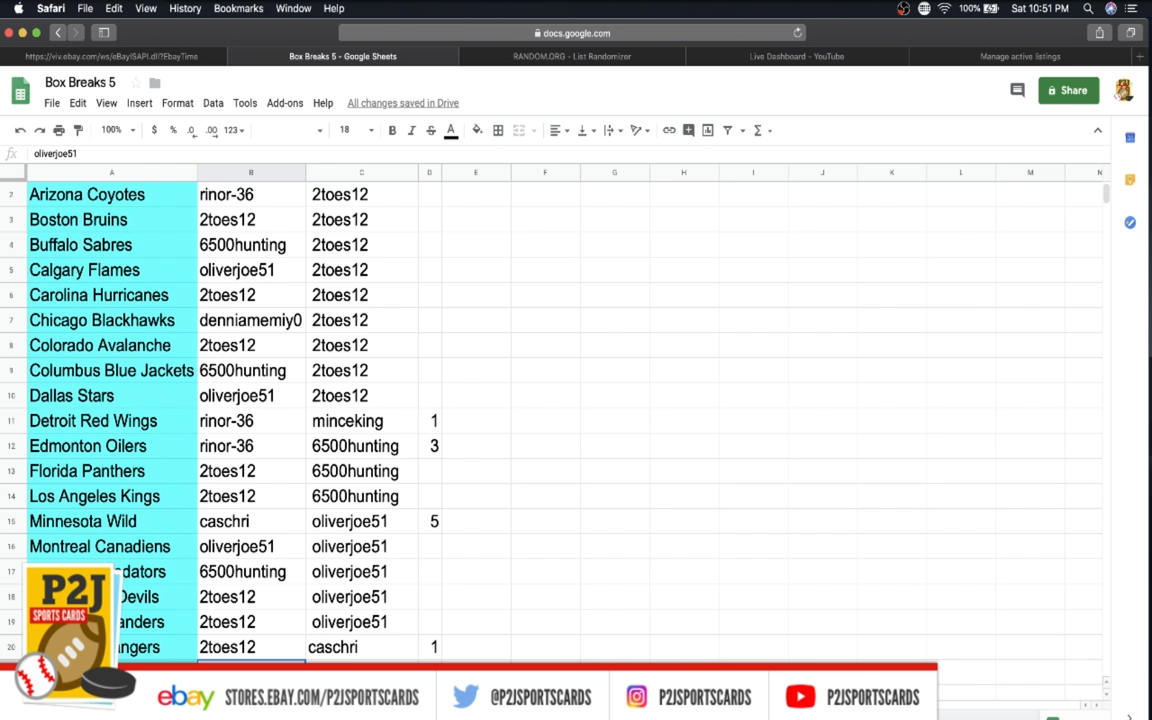 Safari File Edit View History Bookmarks Window Help 100% Sat 10:51 PM
docs.google.com
https://viv.ebay.com/ws/eBayISAPI.dll?EbayTime Box Breaks 5 - Google Sheets RANDOM.ORG - List Randomizer Live Dashboard - YouTube Manage active listings
Box Breaks 5
File Edit View Insert Format Data Tools Add-ons Help All changes saved in Drive
Share
100% $ % .0 .00 123 18 B I S A
fx oliverjoe51
A B C D E F G H I J K L M N
2 Arizona Coyotes rinor-36 2toes12
3 Boston Bruins 2toes12 2toes12
4 Buffalo Sabres 6500hunting 2toes12
5 Calgary Flames oliverjoe51 2toes12
6 Carolina Hurricanes 2toes12 2toes12
7 Chicago Blackhawks denniamemiy0 2toes12
8 Colorado Avalanche 2toes12 2toes12
9 Columbus Blue Jackets 6500hunting 2toes12
10 Dallas Stars oliverjoe51 2toes12
11 Detroit Red Wings rinor-36 minceking 1
12 Edmonton Oilers rinor-36 6500hunting 3
13 Florida Panthers 2toes12 6500hunting
14 Los Angeles Kings 2toes12 6500hunting
15 Minnesota Wild caschri oliverjoe51 5
16 Montreal Canadiens oliverjoe51 oliverjoe51
17 dators 6500hunting oliverjoe51
18 Devils 2toes12 oliverjoe51
19 anders 2toes12 oliverjoe51
20 ngers 2toes12 caschri 1
P2J
SPORTS CARDS
ebay STORES.EBAY.COM/P2JSPORTSCARDS @P2JSPORTSCARDS P2JSPORTSCARDS P2JSPORTSCARDS